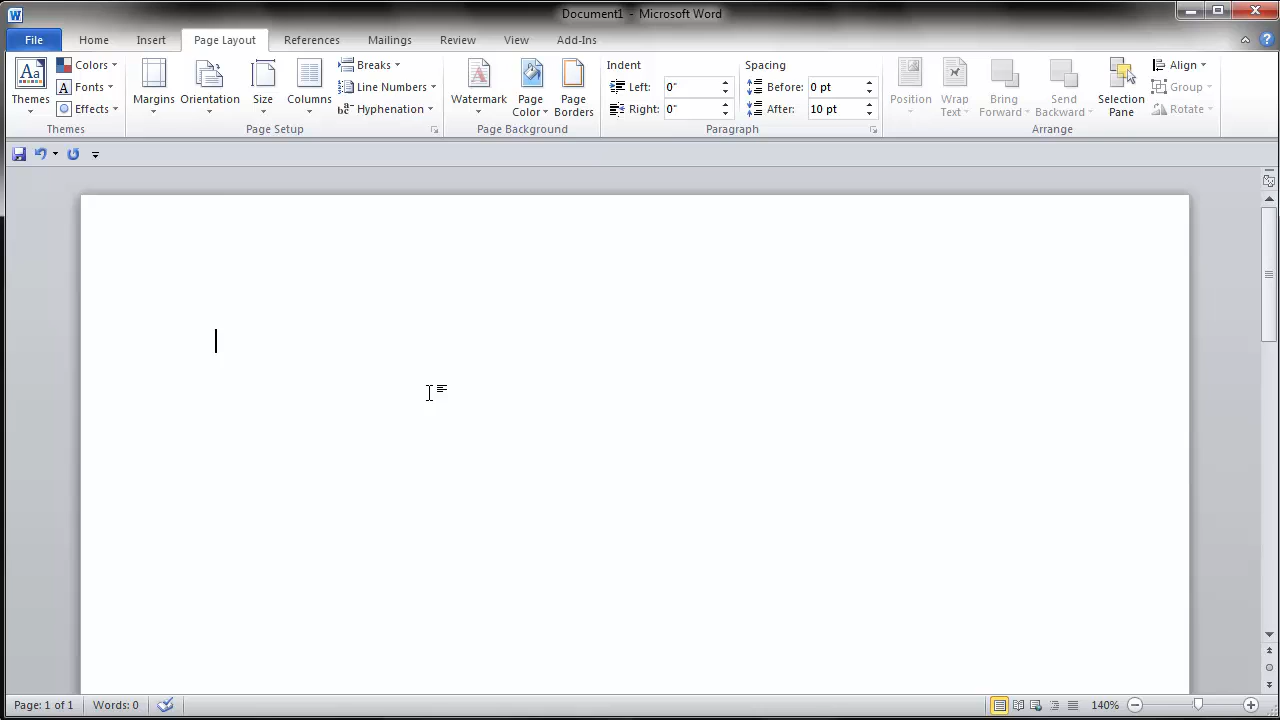 Document1 - Microsoft Word
File Home Insert Page Layout References Mailings Review View Add-Ins
Themes
Colors
Fonts
Effects
Themes
Margins
Orientation
Size
Columns
Breaks
Line Numbers
Hyphenation
Page Setup
Watermark
Page Color
Page Borders
Page Background
Indent
Left: 0"
Right: 0"
Spacing
Before: 0 pt
After: 10 pt
Paragraph
Position
Wrap Text
Bring Forward
Send Backward
Selection Pane
Align
Group
Rotate
Arrange
Page: 1 of 1 Words: 0 140%